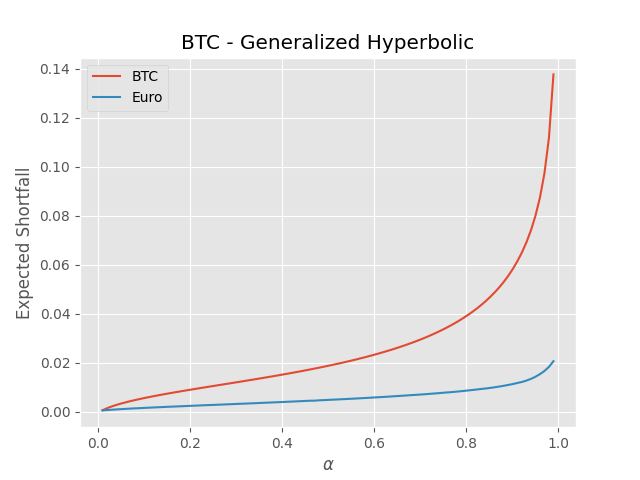 BTC - Generalized Hyperbolic
BTC
Euro
0.14
0.12
0.10
0.08
0.06
0.04
0.02
0.00
Expected Shortfall
0.0 0.2 0.4 0.6 0.8 1.0
α